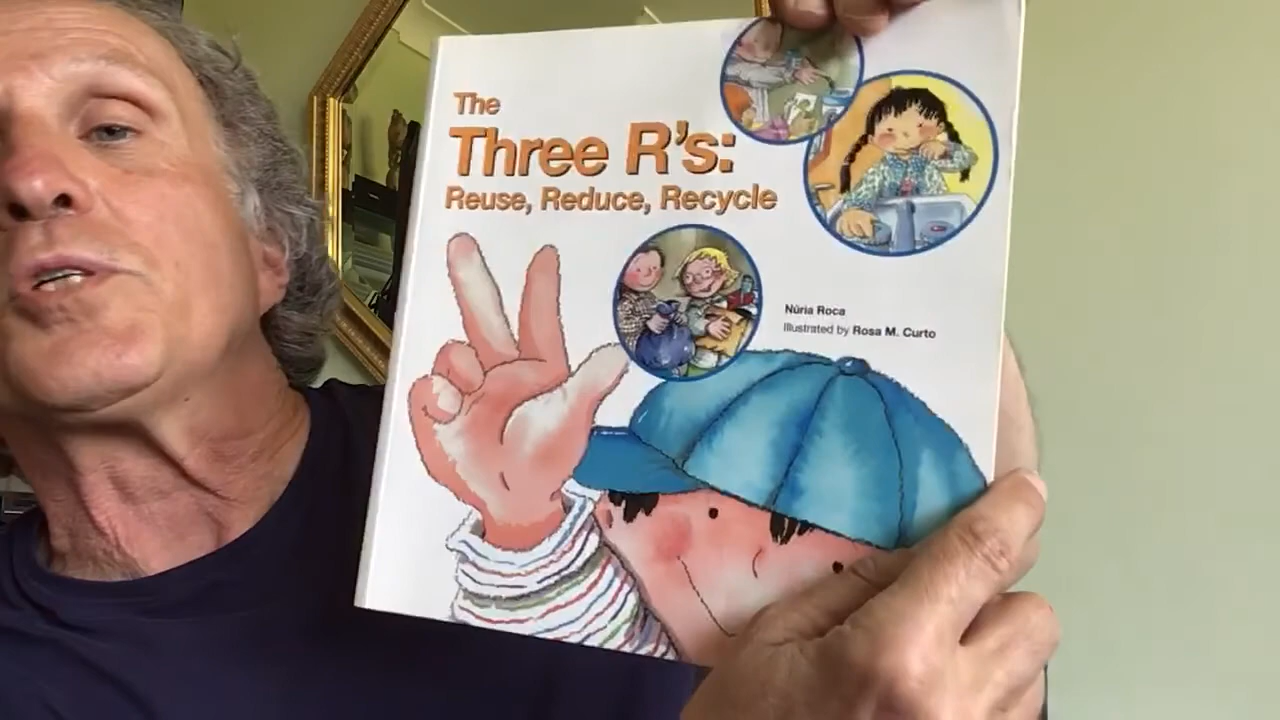 The
Three R's:
Reuse, Reduce, Recycle
Núria Roca
Illustrated by Rosa M. Curto